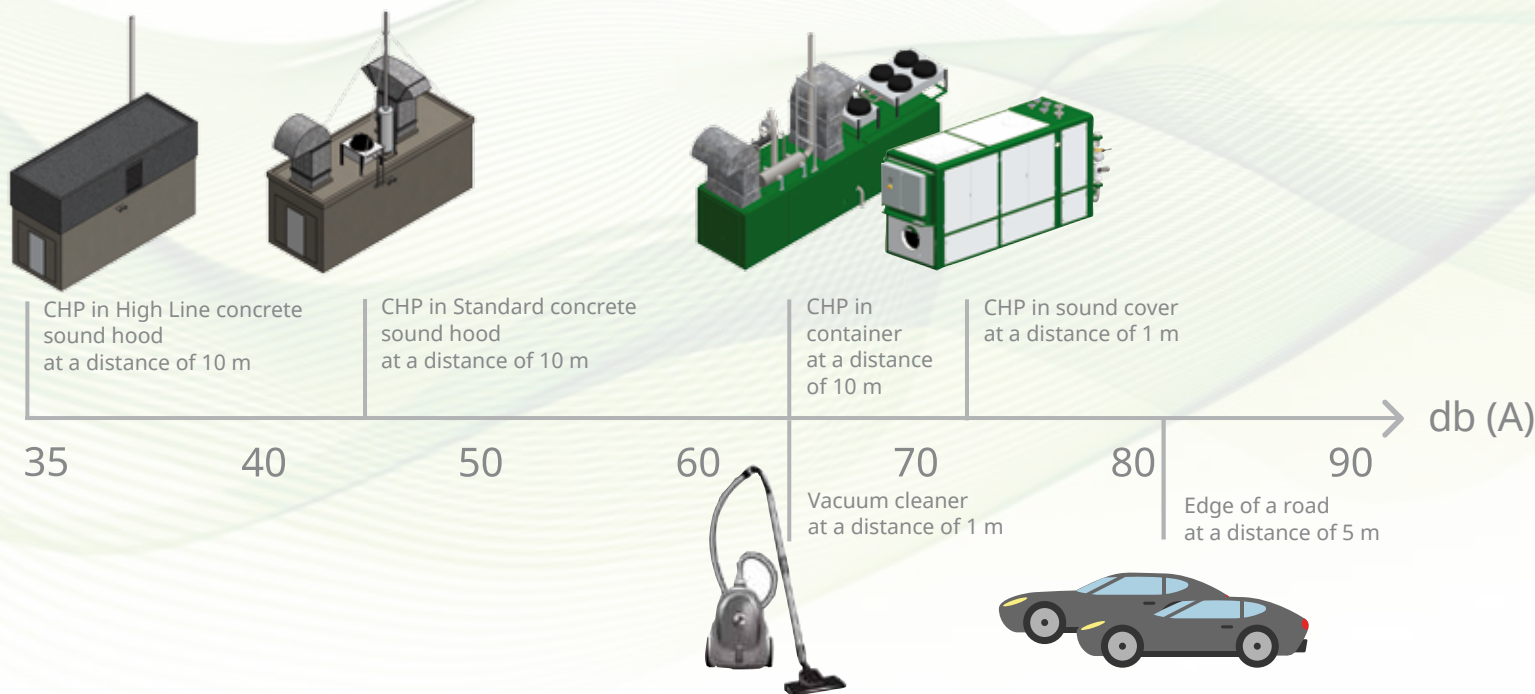 CHP in High Line concrete
sound hood
at a distance of 10 m
CHP in Standard concrete
sound hood
at a distance of 10 m
CHP in
container
at a distance
of 10 m
CHP in sound cover
at a distance of 1 m
db (A)
35 40 50 60 70 80 90
Vacuum cleaner
at a distance of 1 m
Edge of a road
at a distance of 5 m